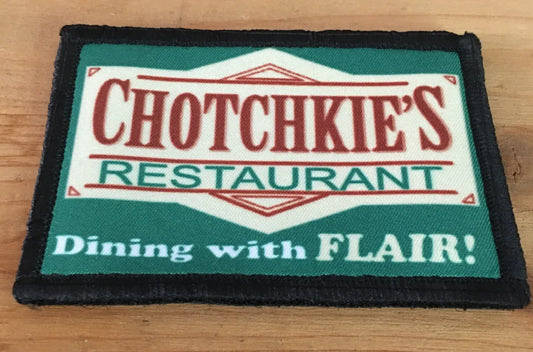 CHOTCHKIE'S
RESTAURANT
Dining with FLAIR!